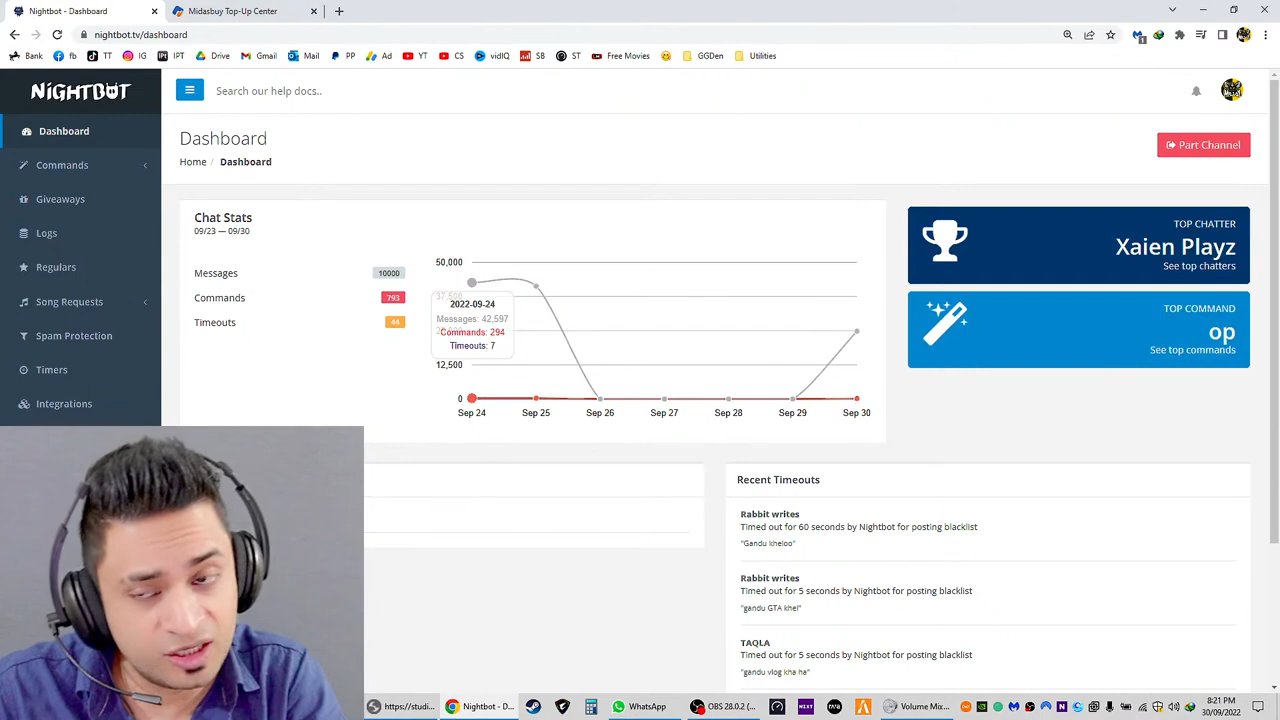 Nightbot - Dashboard
Midasbuy Top-Up Center
nightbot.tv/dashboard
1
Bank
fb
TT
IG
IPT
Drive
Gmail
Mail
PP
Ad
YT
CS
vidIQ
SB
ST
Free Movies
GGDen
Utilities
NIGHTBOT
Search our help docs..
Dashboard
Commands
Giveaways
Logs
Regulars
Song Requests
Spam Protection
Timers
Integrations
Dashboard
Home / Dashboard
Part Channel
Chat Stats
09/23 — 09/30
Messages 10000
Commands 793
Timeouts 44
50,000
37,500
12,500
0
2022-09-24
Messages: 42,597
Commands: 294
Timeouts: 7
Sep 24 Sep 25 Sep 26 Sep 27 Sep 28 Sep 29 Sep 30
TOP CHATTER
Xaien Playz
See top chatters
TOP COMMAND
op
See top commands
Recent Timeouts
Rabbit writes
Timed out for 60 seconds by Nightbot for posting blacklist
"Gandu kheloo"
Rabbit writes
Timed out for 5 seconds by Nightbot for posting blacklist
"gandu GTA khel"
TAQLA
Timed out for 5 seconds by Nightbot for posting blacklist
"gandu vlog kha ha"
https://studi...
Nightbot - D...
WhatsApp
OBS 28.0.2 (...
Volume Mix...
8:21 PM
30/09/2022